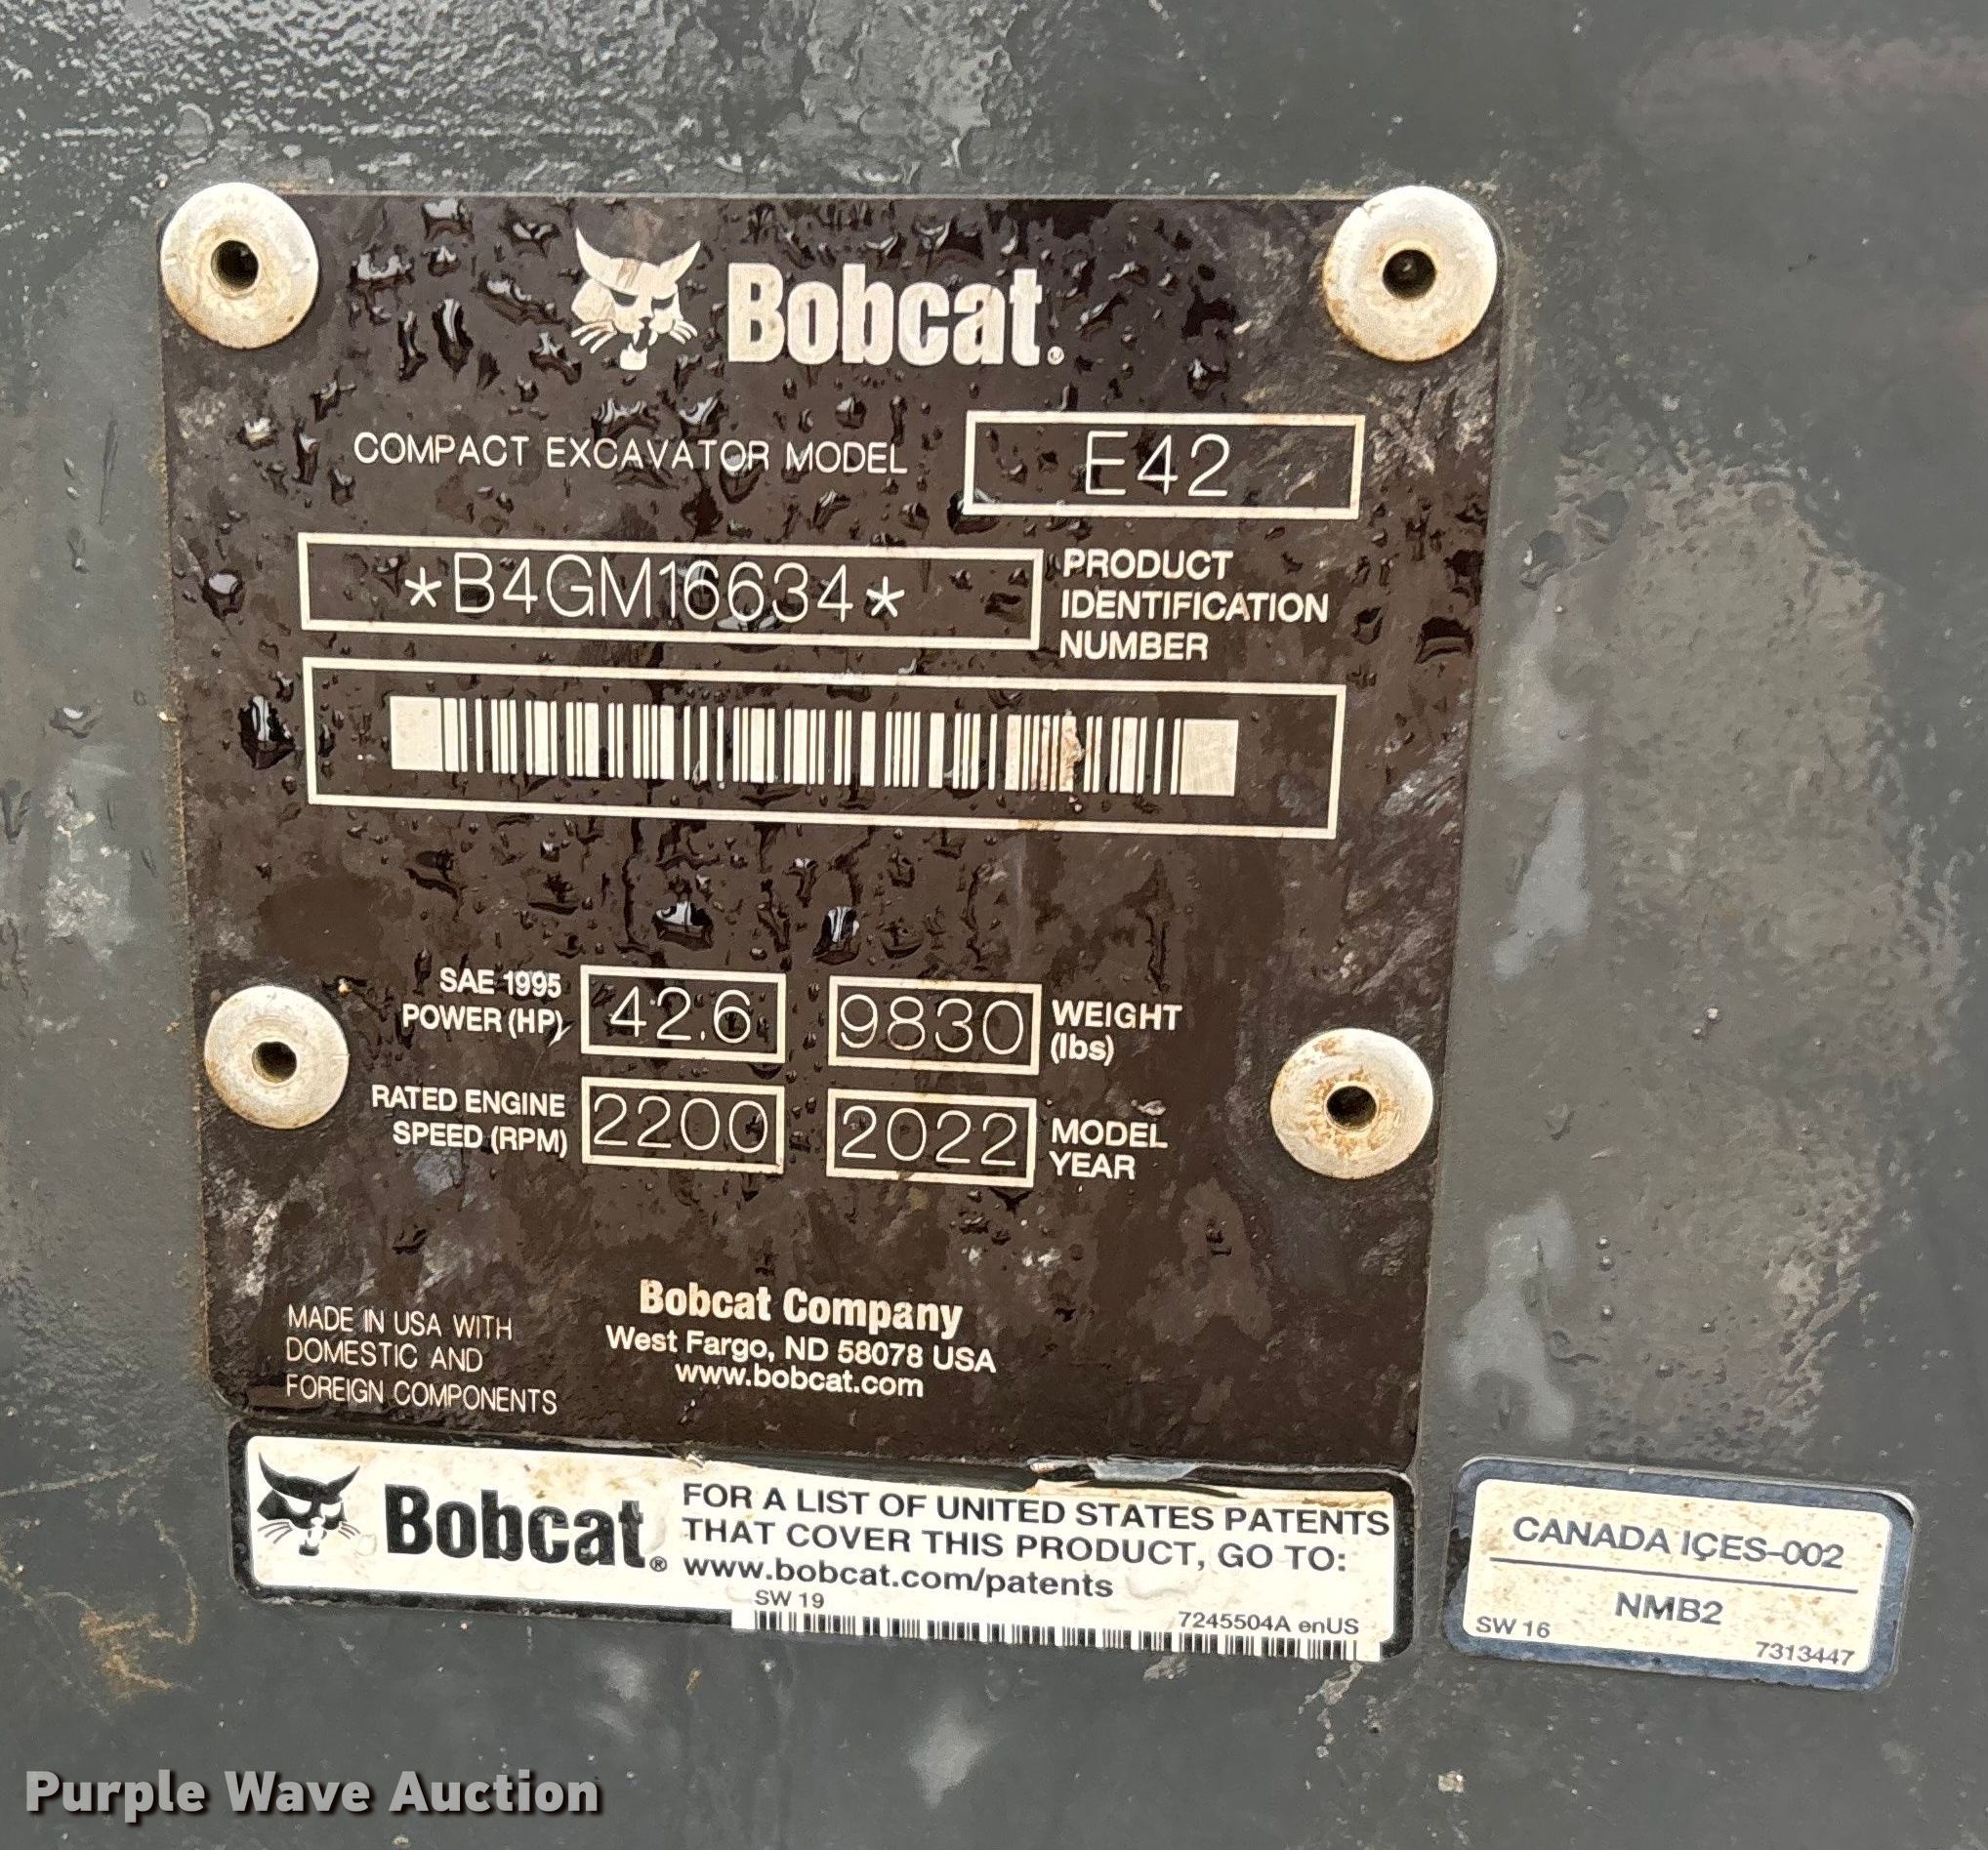 Bobcat®
COMPACT EXCAVATOR MODEL E42
*B4GM16634* PRODUCT
IDENTIFICATION
NUMBER
SAE 1995
POWER (HP) 42.6 9830 WEIGHT
(lbs)
RATED ENGINE
SPEED (RPM) 2200 2022 MODEL
YEAR
MADE IN USA WITH
DOMESTIC AND
FOREIGN COMPONENTS
Bobcat Company
West Fargo, ND 58078 USA
www.bobcat.com
Bobcat®
FOR A LIST OF UNITED STATES PATENTS
THAT COVER THIS PRODUCT, GO TO:
www.bobcat.com/patents
SW 19
7245504A enUS
CANADA ICES-002
NMB2
SW 16
7313447
Purple Wave Auction